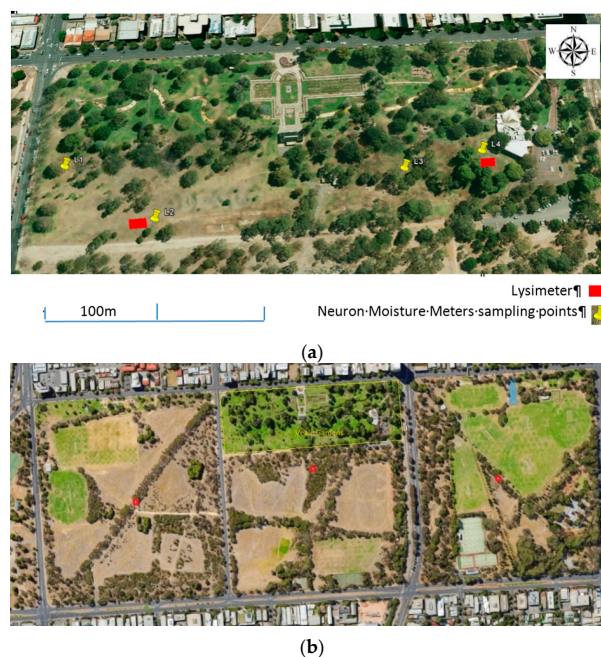 N
W E
S
L1
L2
L3
L4
Lysimeter¶
100m
Neuron·Moisture·Meters·sampling·points¶
(a)
(b)